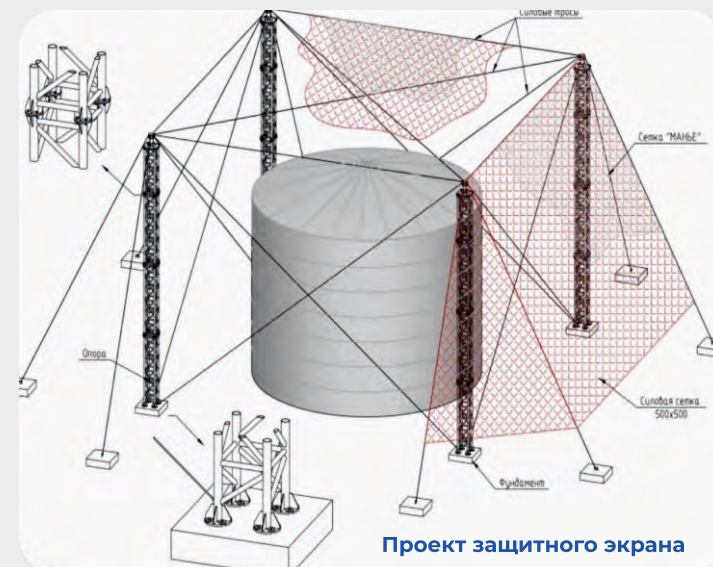 Силовые тросы
Сетка "МАНЬЕ"
Опора
Силовая сетка
500х500
Фундамент
Проект защитного экрана